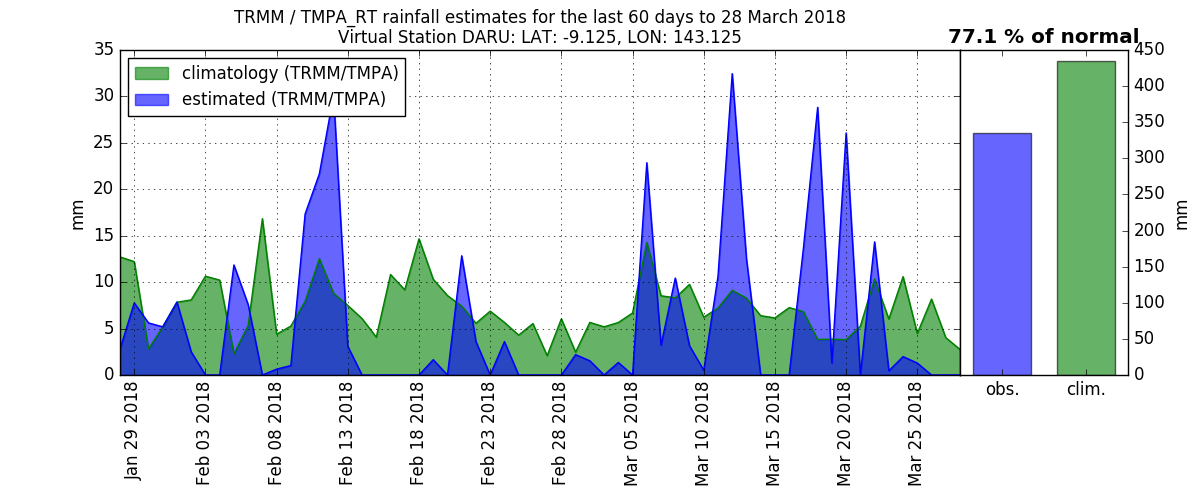 TRMM / TMPA_RT rainfall estimates for the last 60 days to 28 March 2018
Virtual Station DARU: LAT: -9.125, LON: 143.125
77.1 % of normal
climatology (TRMM/TMPA)
estimated (TRMM/TMPA)
35
30
25
20
15
10
5
0
mm
Jan 29 2018
Feb 03 2018
Feb 08 2018
Feb 13 2018
Feb 18 2018
Feb 23 2018
Feb 28 2018
Mar 05 2018
Mar 10 2018
Mar 15 2018
Mar 20 2018
Mar 25 2018
obs.
clim.
450
400
350
300
250
200
150
100
50
0
mm